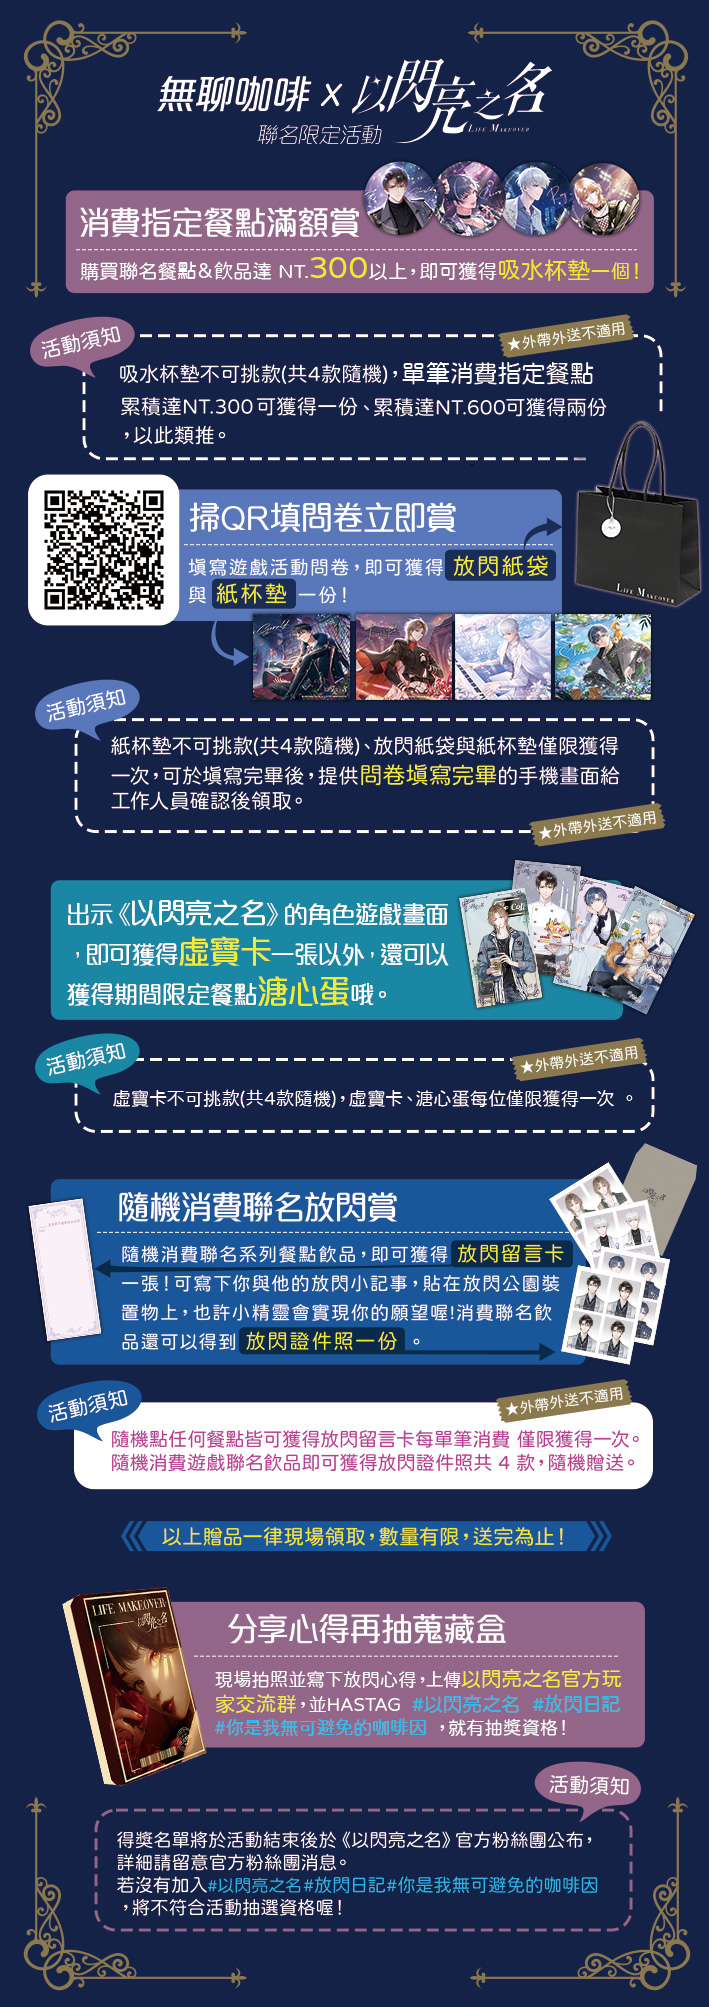 無聊咖啡 x 以閃亮之名
LIFE MAKEOVER
聯名限定活動
消費指定餐點滿額賞
購買聯名餐點&飲品達 NT.300以上,即可獲得吸水杯墊一個!
活動須知
★外帶外送不適用
吸水杯墊不可挑款(共4款隨機),單筆消費指定餐點
累積達NT.300可獲得一份、累積達NT.600可獲得兩份
,以此類推。
掃QR填問卷立即賞
填寫遊戲活動問卷,即可獲得 放閃紙袋
與 紙杯墊 一份!
LIFE MAKEOVER
活動須知
紙杯墊不可挑款(共4款隨機)、放閃紙袋與紙杯墊僅限獲得
一次,可於填寫完畢後,提供問卷填寫完畢的手機畫面給
工作人員確認後領取。
★外帶外送不適用
出示《以閃亮之名》的角色遊戲畫面
,即可獲得虛寶卡一張以外,還可以
獲得期間限定餐點溏心蛋哦。
活動須知
★外帶外送不適用
虛寶卡不可挑款(共4款隨機),虛寶卡、溏心蛋每位僅限獲得一次 。
隨機消費聯名放閃賞
隨機消費聯名系列餐點飲品,即可獲得 放閃留言卡
一張!可寫下你與他的放閃小記事,貼在放閃公園裝
置物上,也許小精靈會實現你的願望喔!消費聯名飲
品還可以得到 放閃證件照一份 。
活動須知
★外帶外送不適用
隨機點任何餐點皆可獲得放閃留言卡每單筆消費 僅限獲得一次。
隨機消費遊戲聯名飲品即可獲得放閃證件照共 4 款,隨機贈送。
以上贈品一律現場領取,數量有限,送完為止!
LIFE MAKEOVER
以閃亮之名
分享心得再抽蒐藏盒
現場拍照並寫下放閃心得,上傳以閃亮之名官方玩
家交流群,並HASTAG #以閃亮之名 #放閃日記
#你是我無可避免的咖啡因 ,就有抽獎資格!
活動須知
得獎名單將於活動結束後於《以閃亮之名》官方粉絲團公布,
詳細請留意官方粉絲團消息。
若沒有加入#以閃亮之名#放閃日記#你是我無可避免的咖啡因
,將不符合活動抽選資格喔!